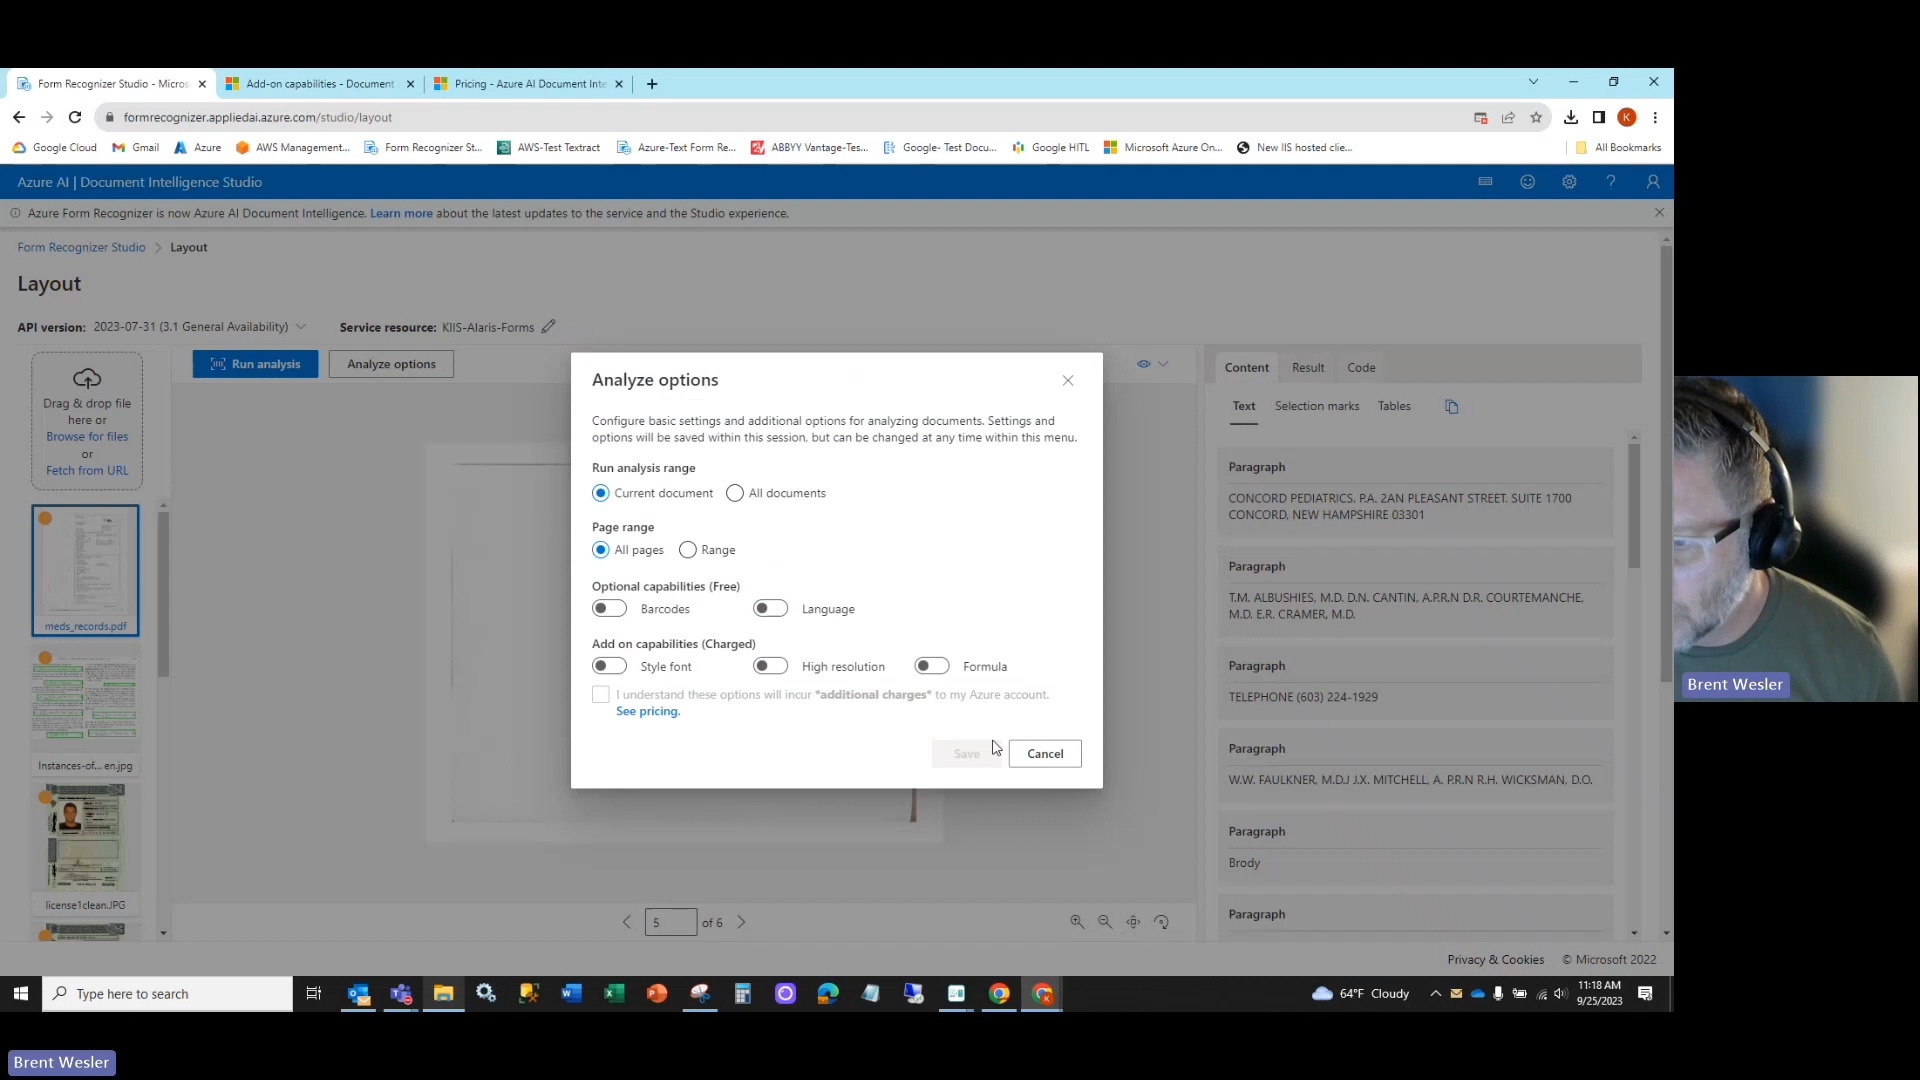 Form Recognizer Studio - Micros
Add-on capabilities - Document
Pricing - Azure AI Document Inte
formrecognizer.appliedai.azure.com/studio/layout
K
Google Cloud
Gmail
Azure
AWS Management...
Form Recognizer St...
AWS-Test Textract
Azure-Text Form Re...
ABBYY Vantage-Tes...
Google- Test Docu...
Google HITL
Microsoft Azure On...
New IIS hosted clie...
All Bookmarks
Azure AI | Document Intelligence Studio
Azure Form Recognizer is now Azure AI Document Intelligence. Learn more about the latest updates to the service and the Studio experience.
Form Recognizer Studio > Layout
Layout
API version: 2023-07-31 (3.1 General Availability)
Service resource: KIIS-Alaris-Forms
Drag & drop file
here or
Browse for files
or
Fetch from URL
meds_records.pdf
Instances-of... en.jpg
license1clean.JPG
Run analysis
Analyze options
Analyze options
Configure basic settings and additional options for analyzing documents. Settings and
options will be saved within this session, but can be changed at any time within this menu.
Run analysis range
Current document
All documents
Page range
All pages
Range
Optional capabilities (Free)
Barcodes
Language
Add on capabilities (Charged)
Style font
High resolution
Formula
I understand these options will incur *additional charges* to my Azure account.
See pricing.
Save
Cancel
5 of 6
Content
Result
Code
Text
Selection marks
Tables
Paragraph
CONCORD PEDIATRICS. P.A. 2AN PLEASANT STREET. SUITE 1700
CONCORD, NEW HAMPSHIRE 03301
Paragraph
T.M. ALBUSHIES, M.D. D.N. CANTIN, A.P.R.N D.R. COURTEMANCHE,
M.D. E.R. CRAMER, M.D.
Paragraph
TELEPHONE (603) 224-1929
Paragraph
W.W. FAULKNER, M.D.J J.X. MITCHELL, A. P.R.N R.H. WICKSMAN, D.O.
Paragraph
Brody
Paragraph
Privacy & Cookies
© Microsoft 2022
Type here to search
64°F Cloudy
11:18 AM
9/25/2023
Brent Wesler
Brent Wesler